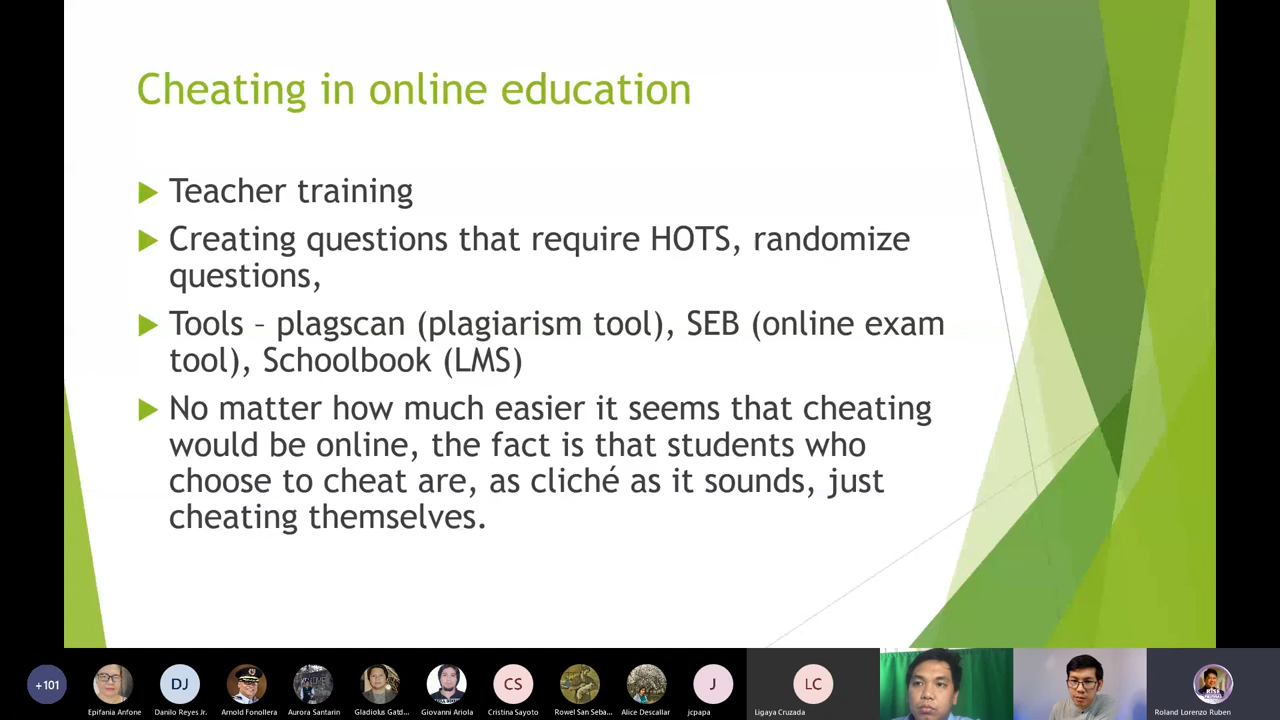 Cheating in online education
Teacher training
Creating questions that require HOTS, randomize
questions,
Tools – plagscan (plagiarism tool), SEB (online exam
tool), Schoolbook (LMS)
No matter how much easier it seems that cheating
would be online, the fact is that students who
choose to cheat are, as cliché as it sounds, just
cheating themselves.
+101
DJ
CS
J
LC
Epifania Anfone
Danilo Reyes Jr.
Arnold Fonollera
Aurora Santarin
Gladiolus Gatd...
Giovanni Ariola
Cristina Sayoto
Rowel San Seba...
Alice Descallar
jcpapa
Ligaya Cruzada
Roland Lorenzo Ruben